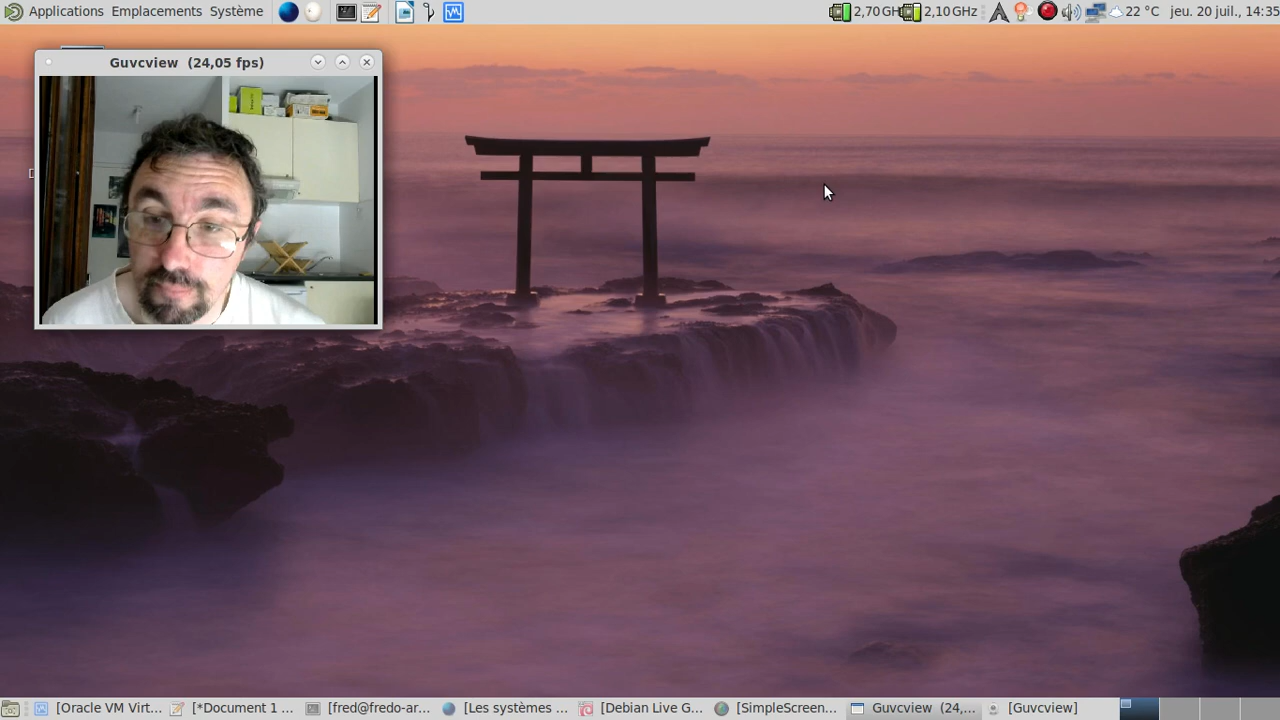 Applications Emplacements Système 2,70 GH 2,10 GHz 22 °C jeu. 20 juil., 14:35
Guvcview (24,05 fps)
[Oracle VM Virt... [*Document 1 ... [fred@fredo-ar... [Les systèmes ... [Debian Live G... [SimpleScreen... Guvcview (24,... [Guvcview]